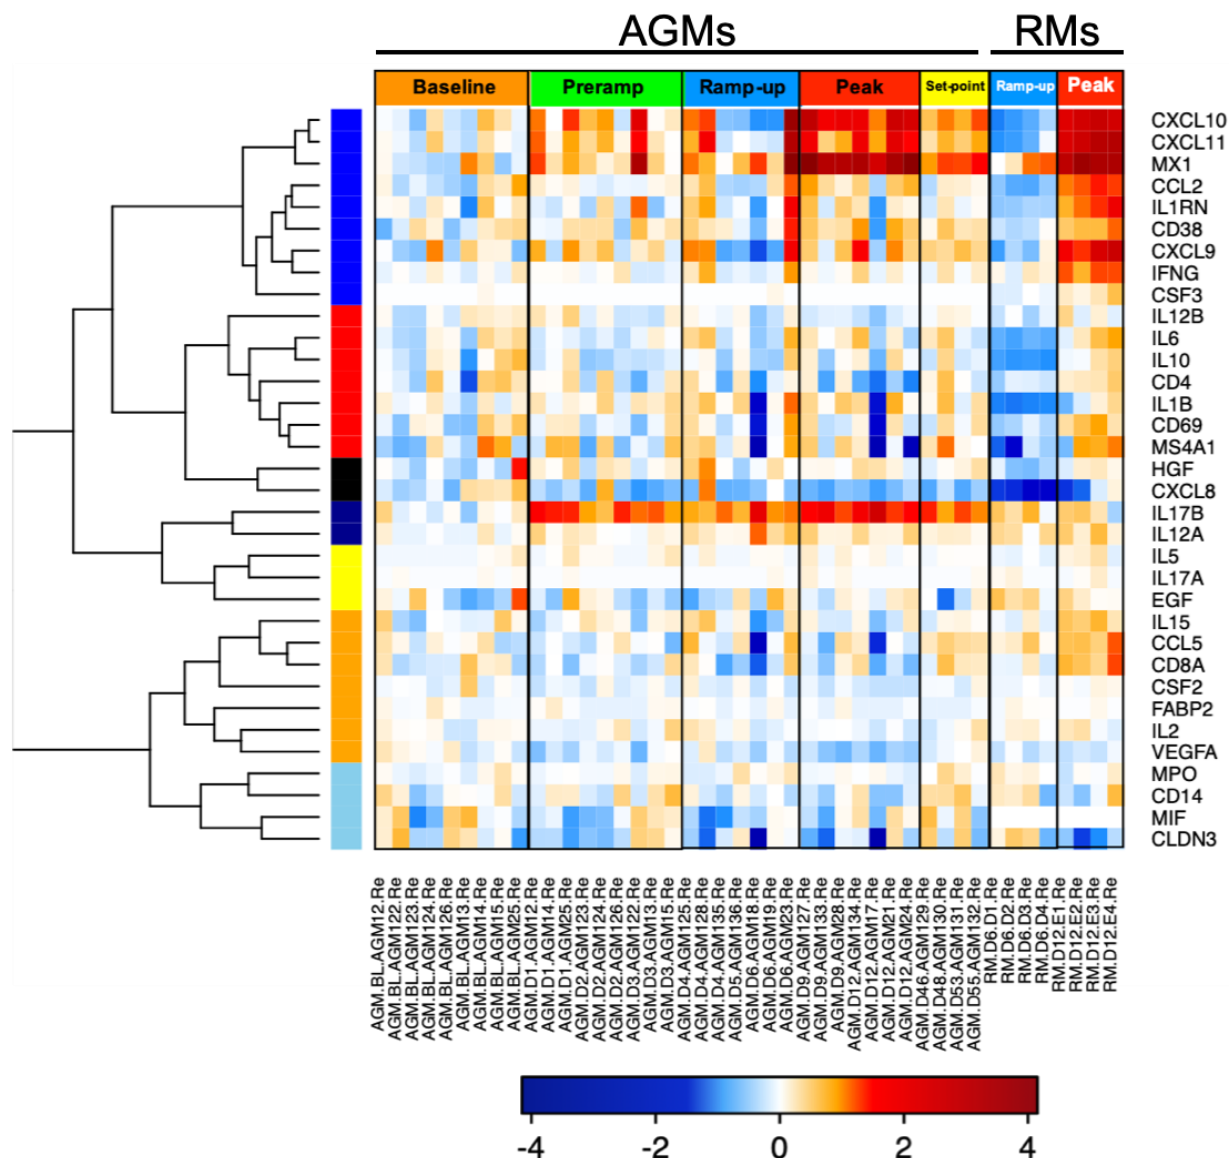 AGMs RMs
Baseline Preramp Ramp-up Peak Set-point Ramp-up Peak
CXCL10
CXCL11
MX1
CCL2
IL1RN
CD38
CXCL9
IFNG
CSF3
IL12B
IL6
IL10
CD4
IL1B
CD69
MS4A1
HGF
CXCL8
IL17B
IL12A
IL5
IL17A
EGF
IL15
CCL5
CD8A
CSF2
FABP2
IL2
VEGFA
MPO
CD14
MIF
CLDN3
AGM.BL.AGM12.Re
AGM.BL.AGM122.Re
AGM.BL.AGM123.Re
AGM.BL.AGM124.Re
AGM.BL.AGM126.Re
AGM.BL.AGM13.Re
AGM.BL.AGM14.Re
AGM.BL.AGM15.Re
AGM.BL.AGM25.Re
AGM.D1.AGM12.Re
AGM.D1.AGM14.Re
AGM.D1.AGM25.Re
AGM.D2.AGM123.Re
AGM.D2.AGM124.Re
AGM.D2.AGM126.Re
AGM.D3.AGM122.Re
AGM.D3.AGM13.Re
AGM.D3.AGM15.Re
AGM.D4.AGM125.Re
AGM.D4.AGM128.Re
AGM.D4.AGM135.Re
AGM.D5.AGM136.Re
AGM.D6.AGM18.Re
AGM.D6.AGM19.Re
AGM.D6.AGM23.Re
AGM.D9.AGM127.Re
AGM.D9.AGM133.Re
AGM.D9.AGM28.Re
AGM.D12.AGM134.Re
AGM.D12.AGM17.Re
AGM.D12.AGM21.Re
AGM.D12.AGM24.Re
AGM.D46.AGM129.Re
AGM.D48.AGM130.Re
AGM.D53.AGM131.Re
AGM.D55.AGM132.Re
RM.D6.D1.Re
RM.D6.D2.Re
RM.D6.D3.Re
RM.D6.D4.Re
RM.D12.E1.Re
RM.D12.E2.Re
RM.D12.E3.Re
RM.D12.E4.Re
-4 -2 0 2 4